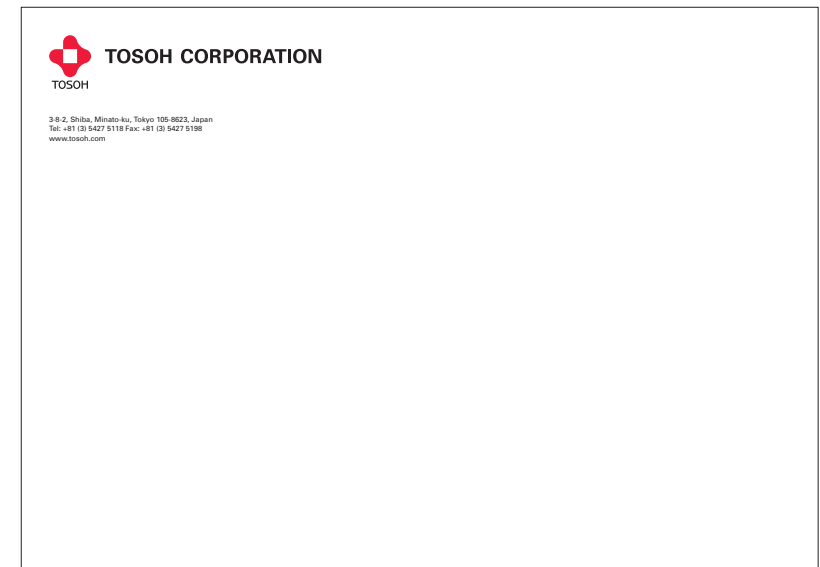 TOSOH CORPORATION
TOSOH
3-8-2, Shiba, Minato-ku, Tokyo 105-8623, Japan
Tel: +81 (3) 5427 5118 Fax: +81 (3) 5427 5198
www.tosoh.com